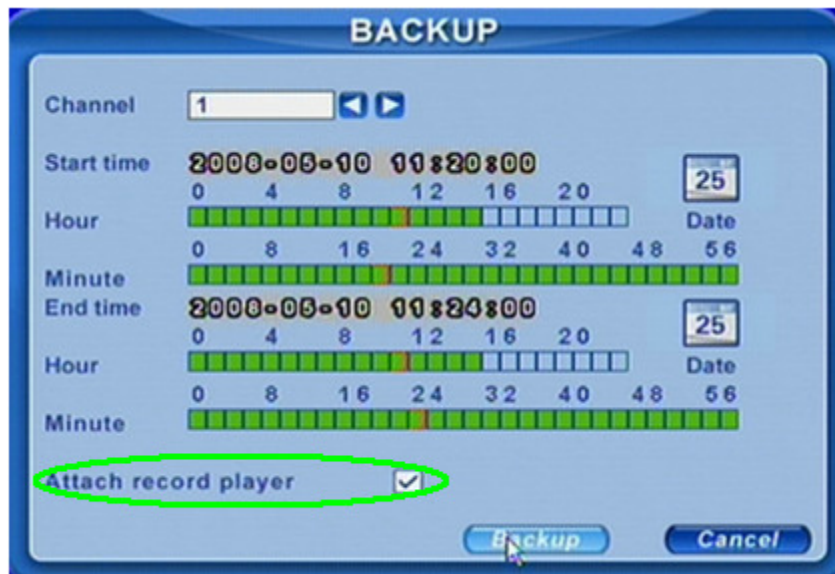 BACKUP
Channel 1
Start time 2008-05-10 11:20:00
25
0 4 8 12 16 20
Hour Date
0 8 16 24 32 40 48 56
Minute
End time 2008-05-10 11:24:00
25
0 4 8 12 16 20
Hour Date
0 8 16 24 32 40 48 56
Minute
Attach record player
Backup Cancel